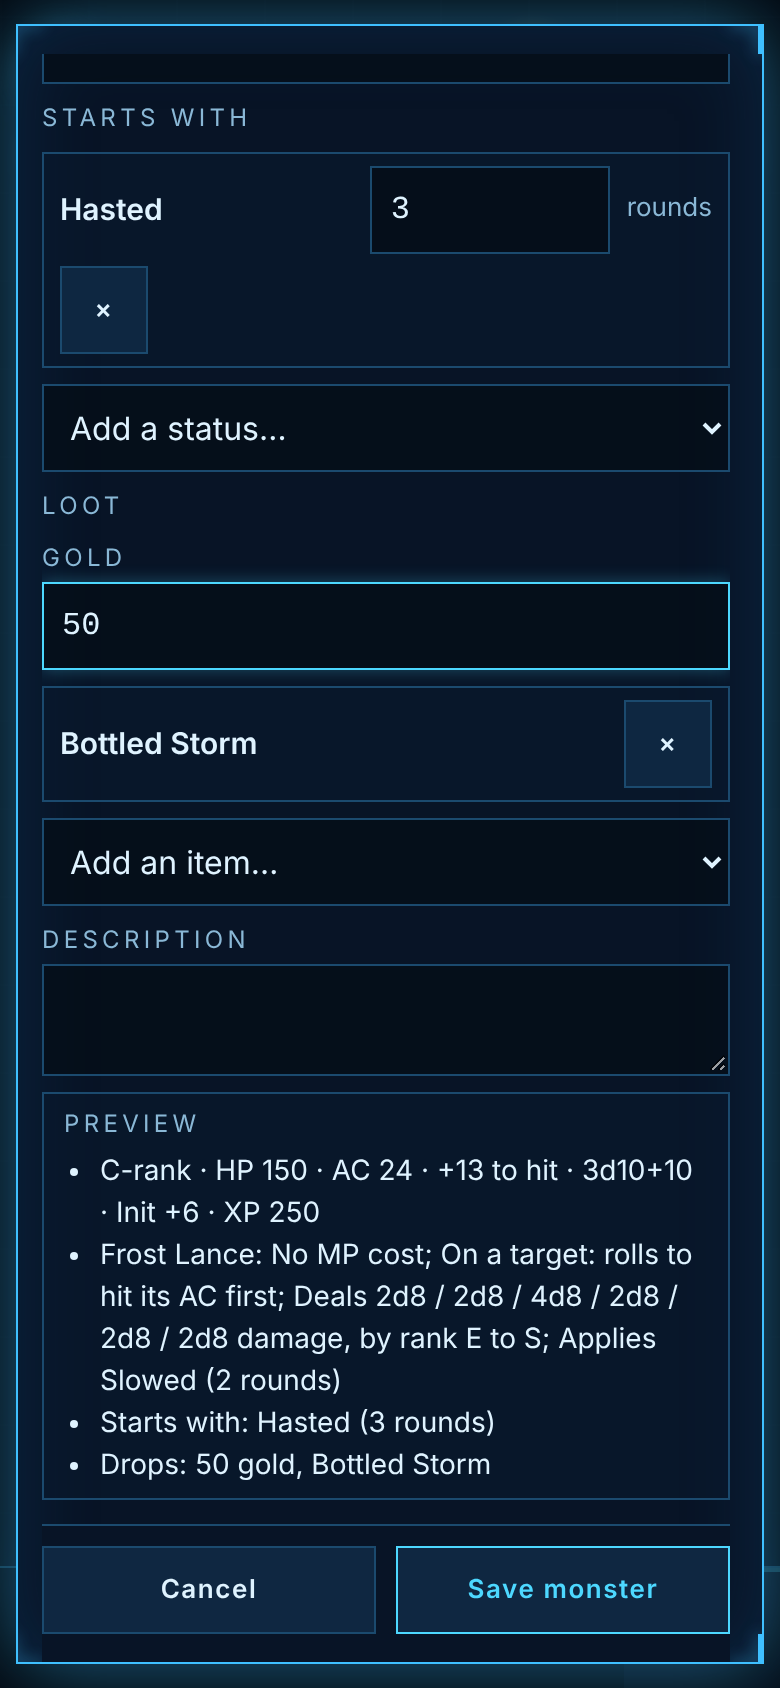 STARTS WITH
Hasted
3
rounds
×
Add a status...
LOOT
GOLD
50
Bottled Storm
×
Add an item...
DESCRIPTION
PREVIEW
• C-rank · HP 150 · AC 24 · +13 to hit · 3d10+10
· Init +6 · XP 250
• Frost Lance: No MP cost; On a target: rolls to
hit its AC first; Deals 2d8 / 2d8 / 4d8 / 2d8 /
2d8 / 2d8 damage, by rank E to S; Applies
Slowed (2 rounds)
• Starts with: Hasted (3 rounds)
• Drops: 50 gold, Bottled Storm
Cancel
Save monster